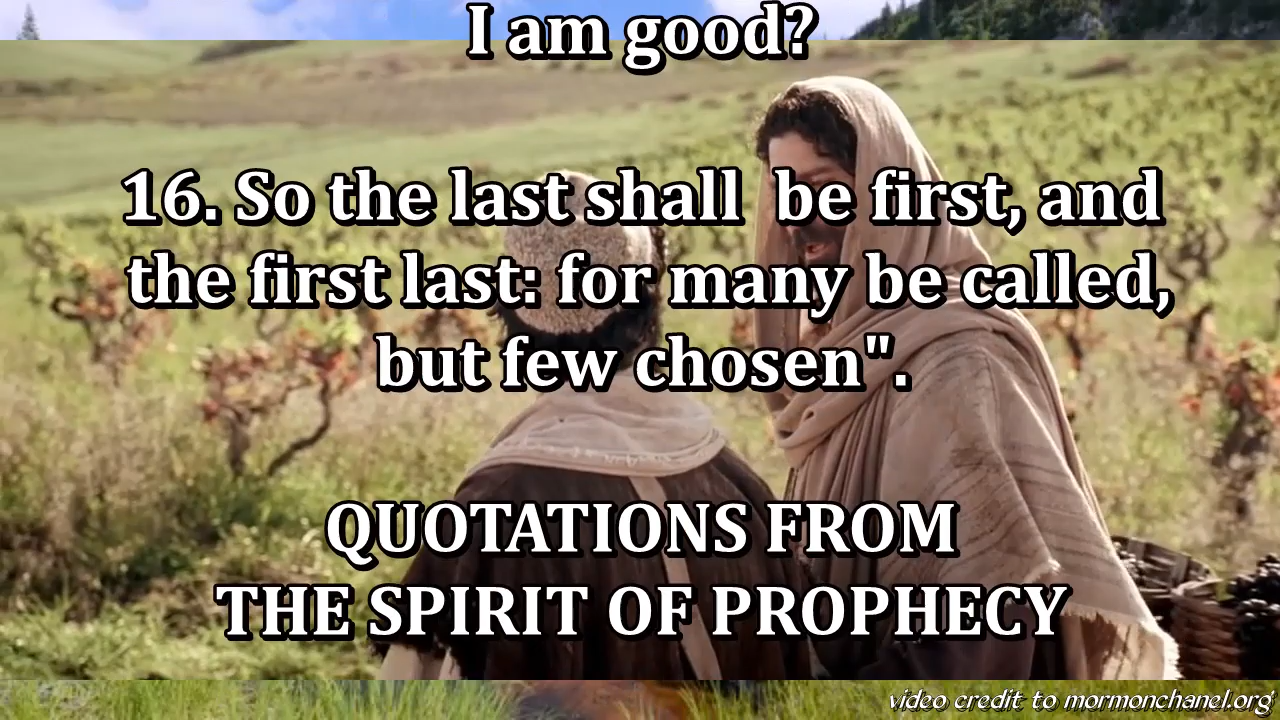 I am good?
16. So the last shall  be first, and
the first last: for many be called,
but few chosen".
QUOTATIONS FROM
THE SPIRIT OF PROPHECY
video credit to mormonchanel.org